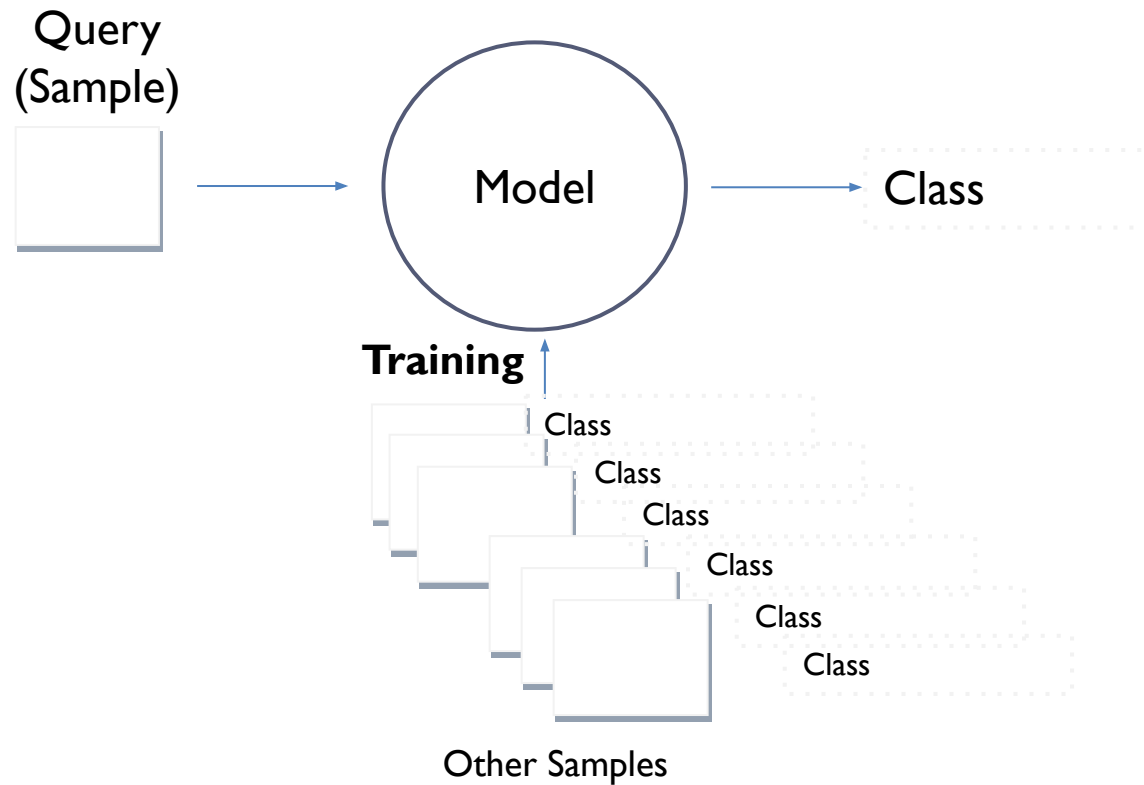 Query
(Sample)
Model
Class
Training
Class
Class
Class
Class
Class
Class
Other Samples